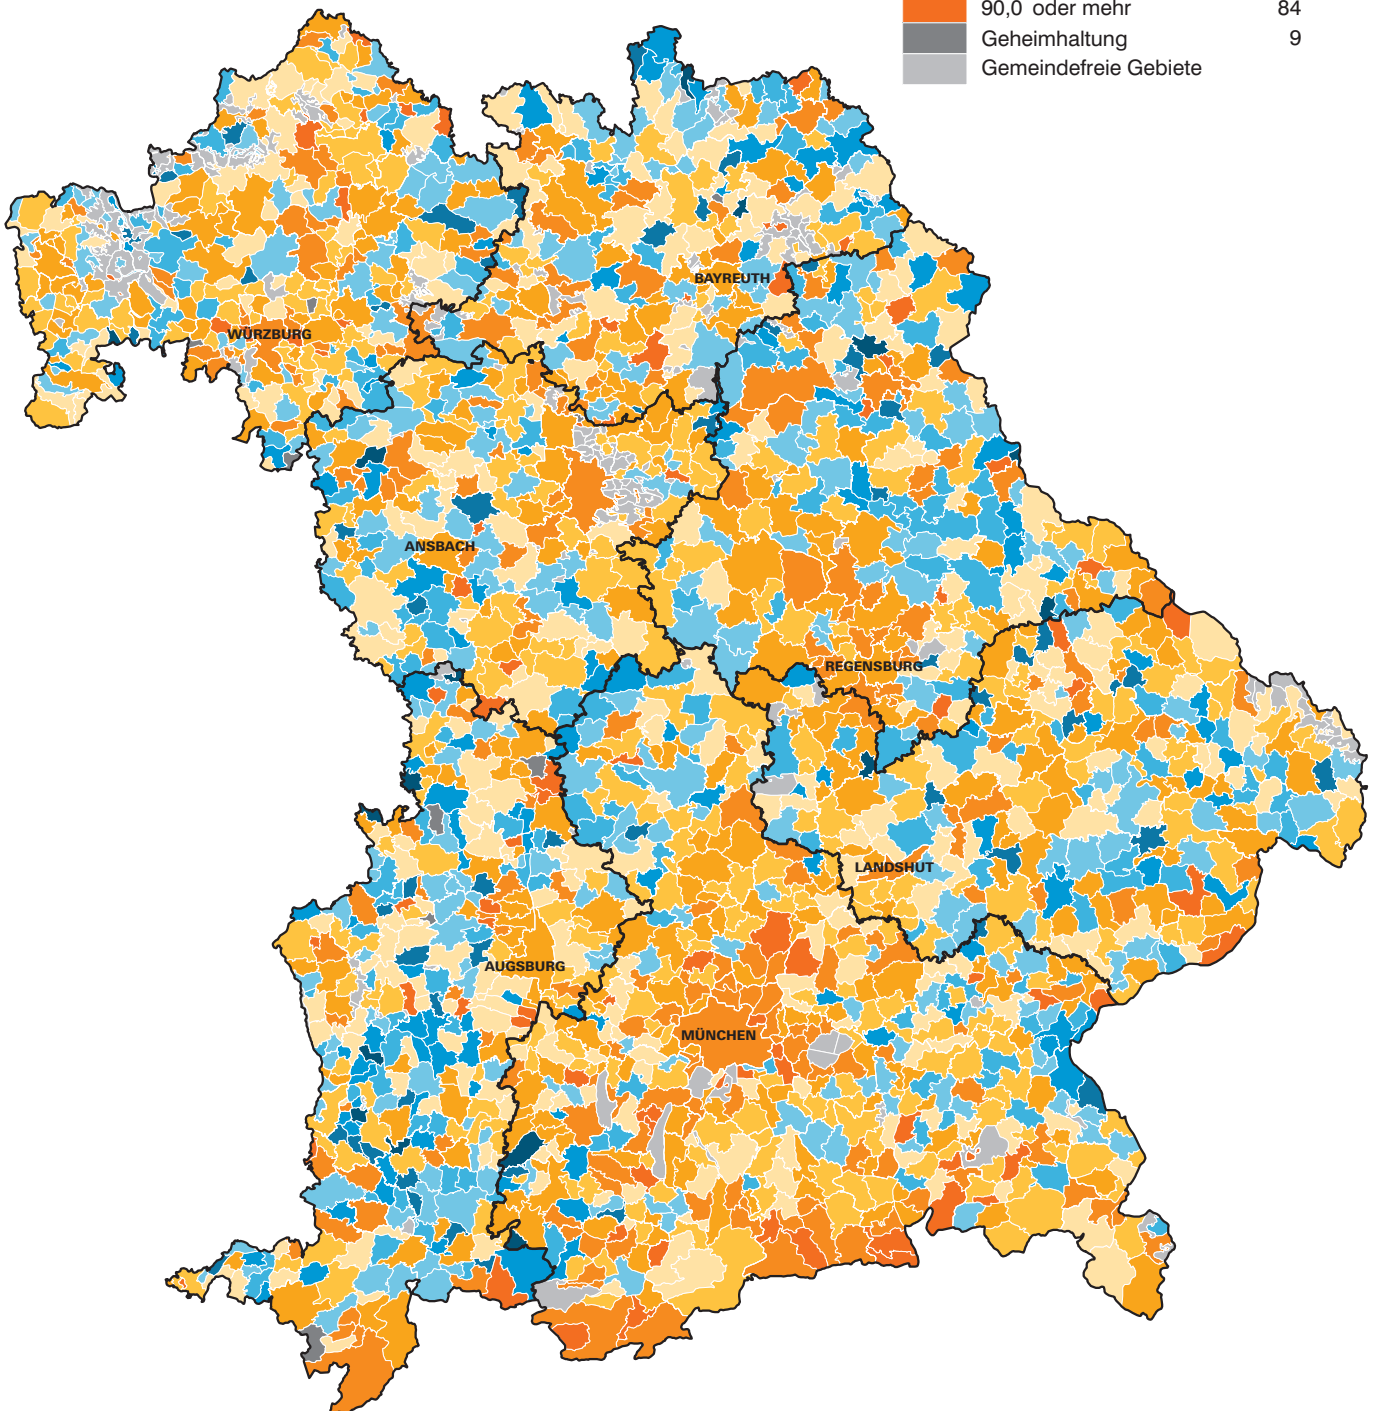 90,0 oder mehr 84
Geheimhaltung 9
Gemeindefreie Gebiete
BAYREUTH
WÜRZBURG
ANSBACH
REGENSBURG
LANDSHUT
AUGSBURG
MÜNCHEN